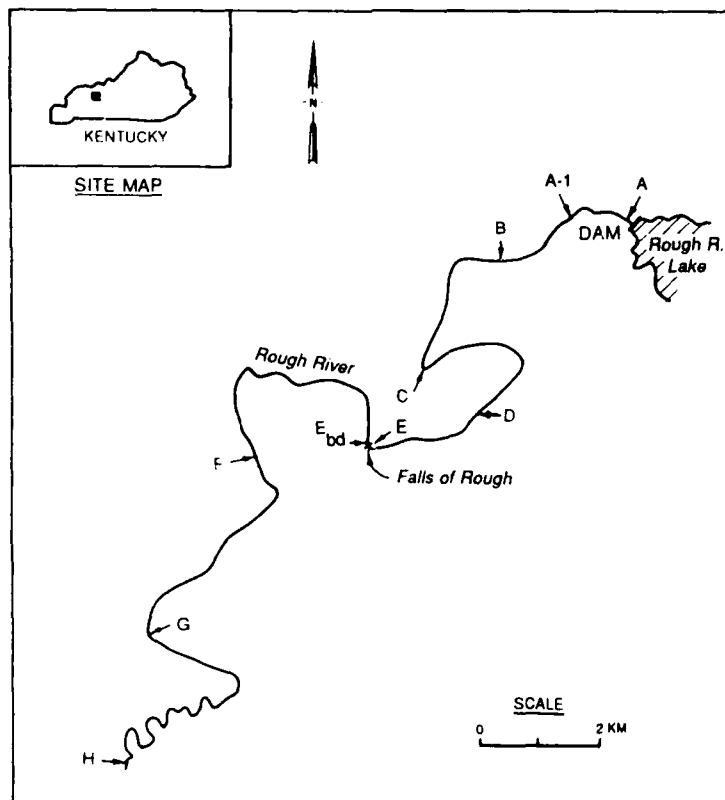 KENTUCKY
SITE MAP
N
A-1
A
B
DAM
Rough R.
Lake
Rough River
C
D
E
E bd
Falls of Rough
F
G
SCALE
0 2 KM
H